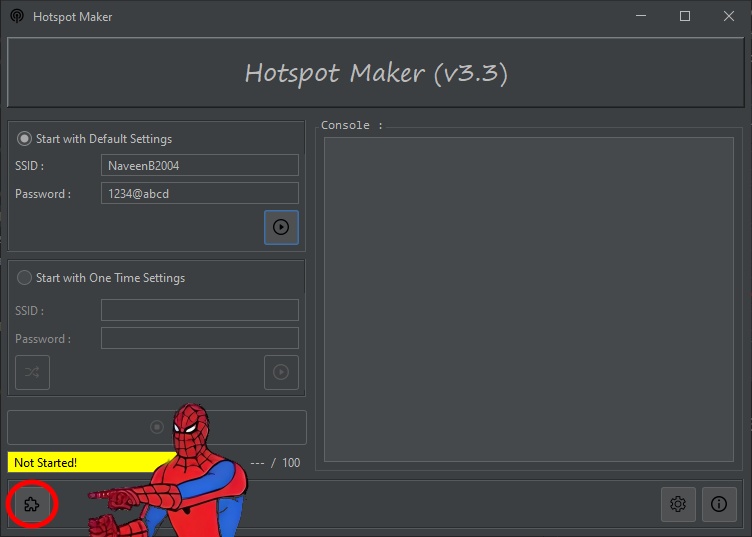 Hotspot Maker
Hotspot Maker (v3.3)
Start with Default Settings
SSID :
NaveenB2004
Password :
1234@abcd
Start with One Time Settings
SSID :
Password :
Not Started!
--- / 100
Console :